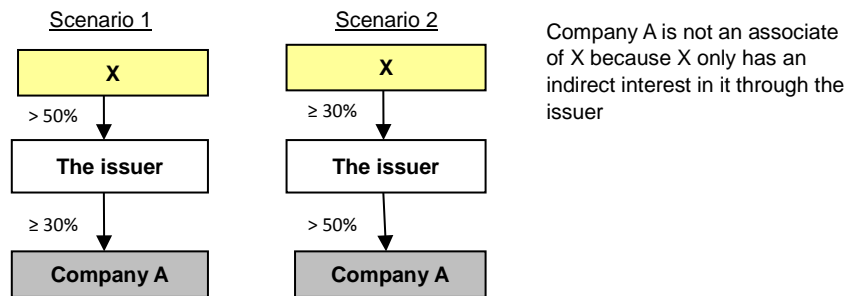 Scenario 1
Scenario 2
Company A is not an associate
of X because X only has an
indirect interest in it through the
issuer
X
X
> 50%
≥ 30%
The issuer
The issuer
≥ 30%
> 50%
Company A
Company A